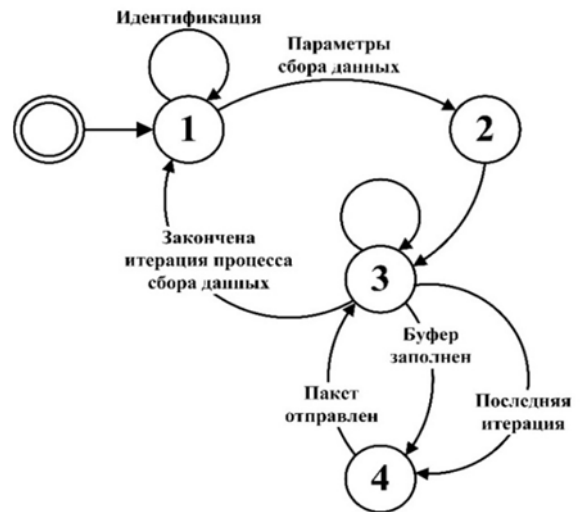 Идентификация
Параметры
сбора данных
1
2
Закончена
итерация процесса
сбора данных
3
Буфер
заполнен
Пакет
отправлен
Последняя
итерация
4